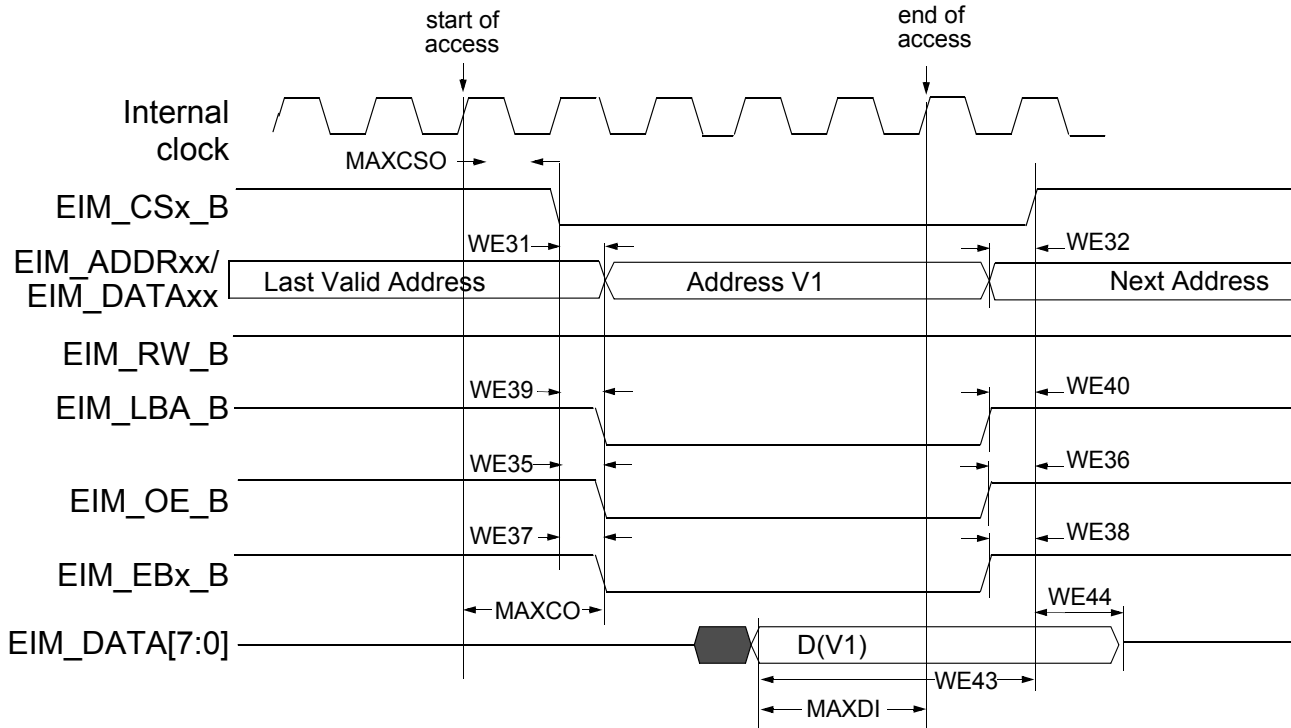 start of
access
end of
access
Internal
clock
MAXCSO
EIM_CSx_B
WE31
WE32
EIM_ADDRxx/
EIM_DATAxx
Last Valid Address
Address V1
Next Address
EIM_RW_B
WE39
WE40
EIM_LBA_B
WE35
WE36
EIM_OE_B
WE37
WE38
EIM_EBx_B
MAXCO
WE44
EIM_DATA[7:0]
D(V1)
WE43
MAXDI